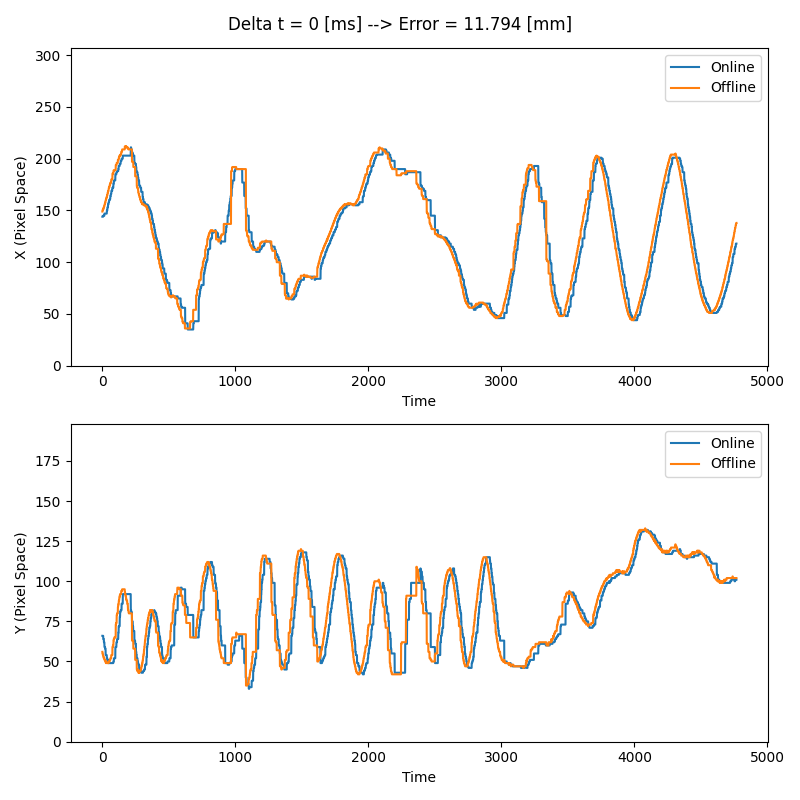 Delta t = 0 [ms] --> Error = 11.794 [mm]
300
250
200
150
100
50
0
X (Pixel Space)
Online
Offline
0 1000 2000 3000 4000 5000
Time
175
150
125
100
75
50
25
0
Y (Pixel Space)
Online
Offline
0 1000 2000 3000 4000 5000
Time